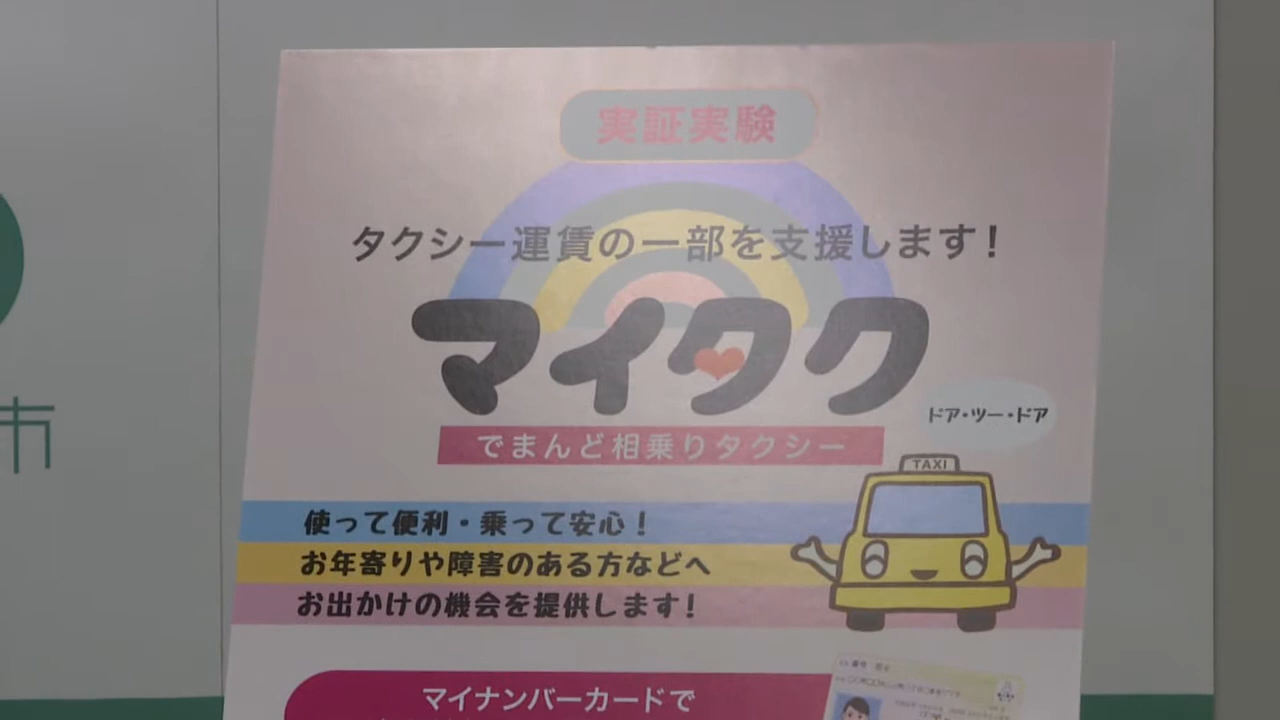 実証実験
タクシー運賃の一部を支援します！
マイタク
ドア・ツー・ドア
でまんど相乗りタクシー
TAXI
使って便利・乗って安心！
お年寄りや障害のある方などへ
お出かけの機会を提供します！
マイナンバーカードで
市